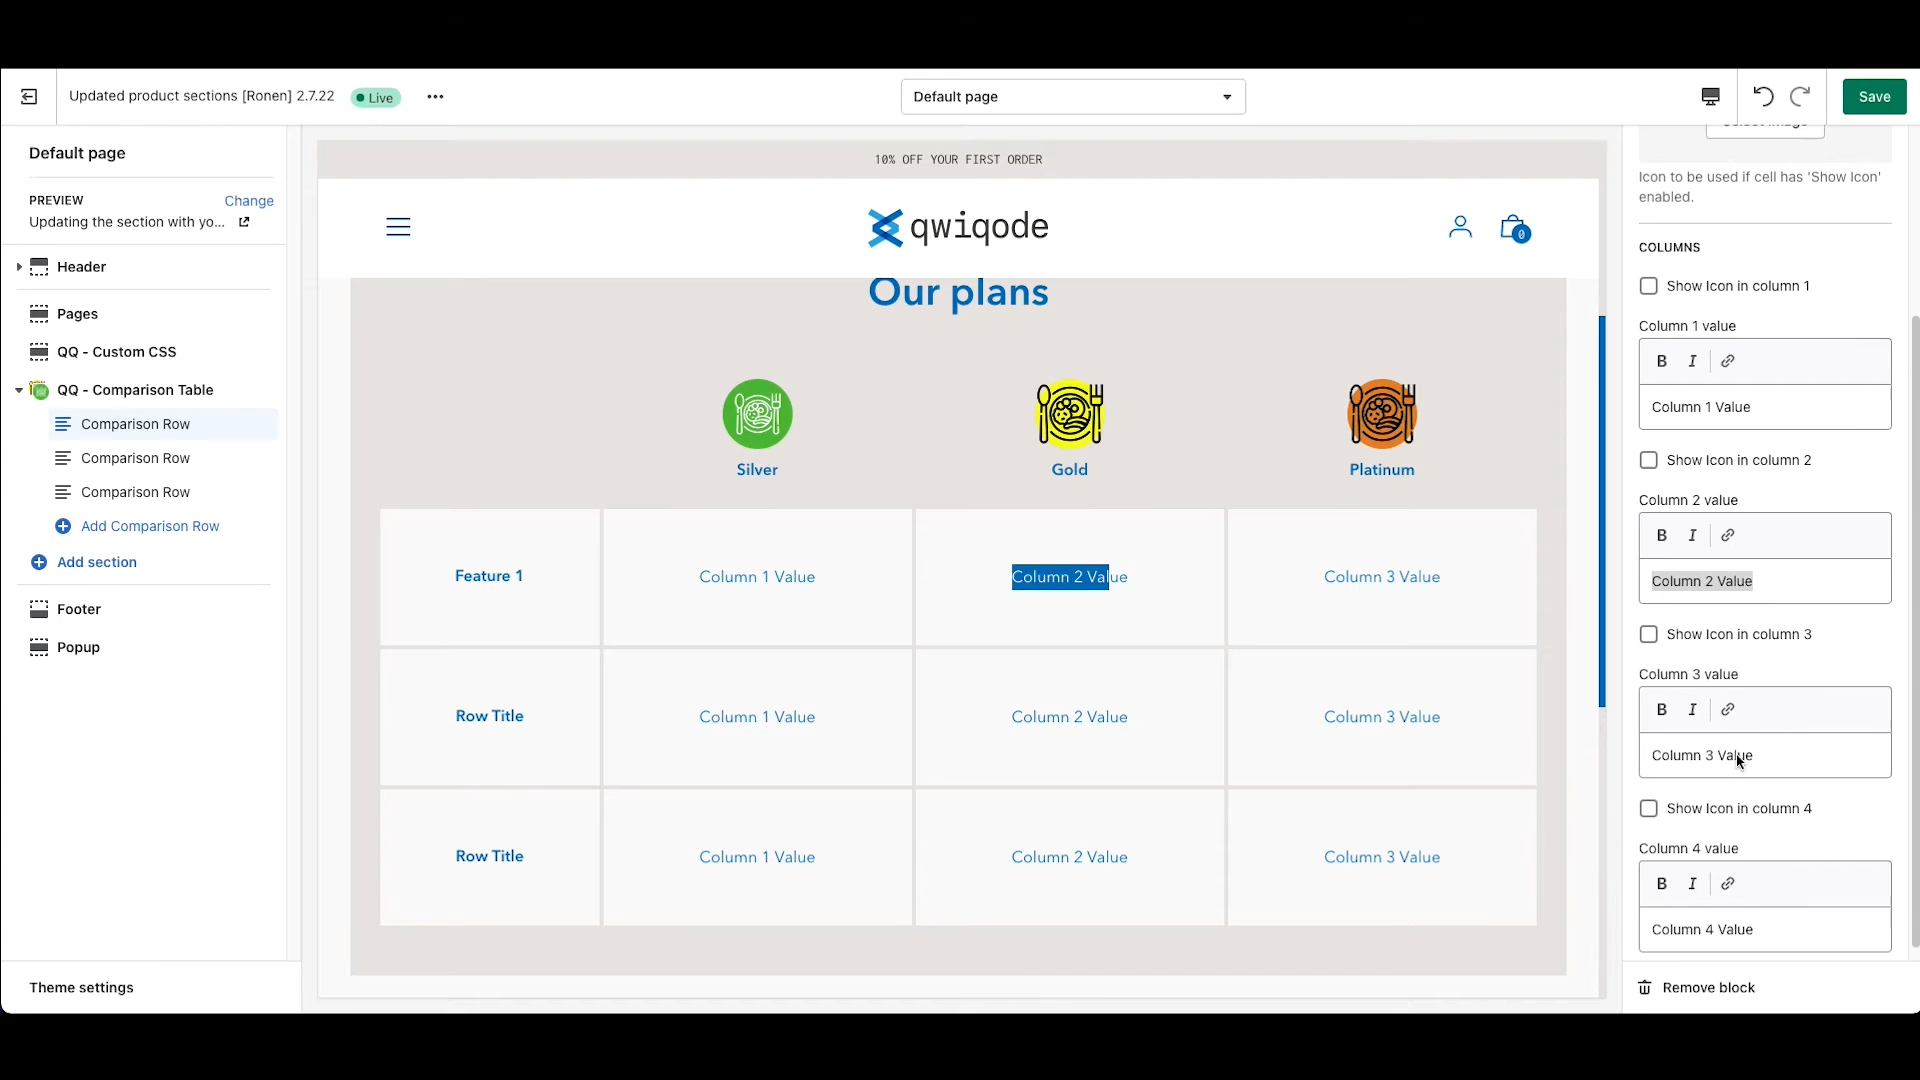 Updated product sections [Ronen] 2.7.22
Live
Default page
Save
Default page
PREVIEW
Change
Updating the section with yo...
Header
Pages
QQ - Custom CSS
QQ - Comparison Table
Comparison Row
Comparison Row
Comparison Row
Add Comparison Row
Add section
Footer
Popup
Theme settings
10% OFF YOUR FIRST ORDER
qwiqode
0
Our plans
Silver
Gold
Platinum
Feature 1
Column 1 Value
Column 2 Value
Column 3 Value
Row Title
Column 1 Value
Column 2 Value
Column 3 Value
Row Title
Column 1 Value
Column 2 Value
Column 3 Value
Icon to be used if cell has 'Show Icon'
enabled.
COLUMNS
Show Icon in column 1
Column 1 value
B I
Column 1 Value
Show Icon in column 2
Column 2 value
B I
Column 2 Value
Show Icon in column 3
Column 3 value
B I
Column 3 Value
Show Icon in column 4
Column 4 value
B I
Column 4 Value
Remove block